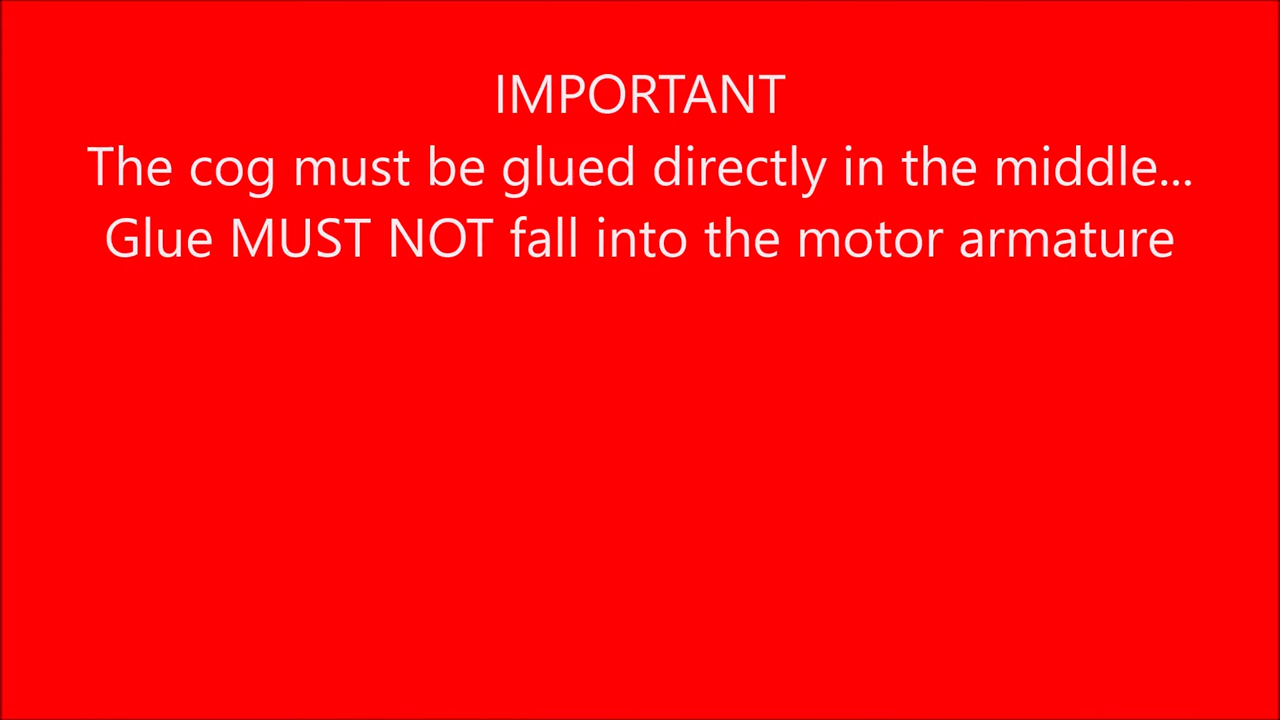 IMPORTANT
The cog must be glued directly in the middle...
Glue MUST NOT fall into the motor armature